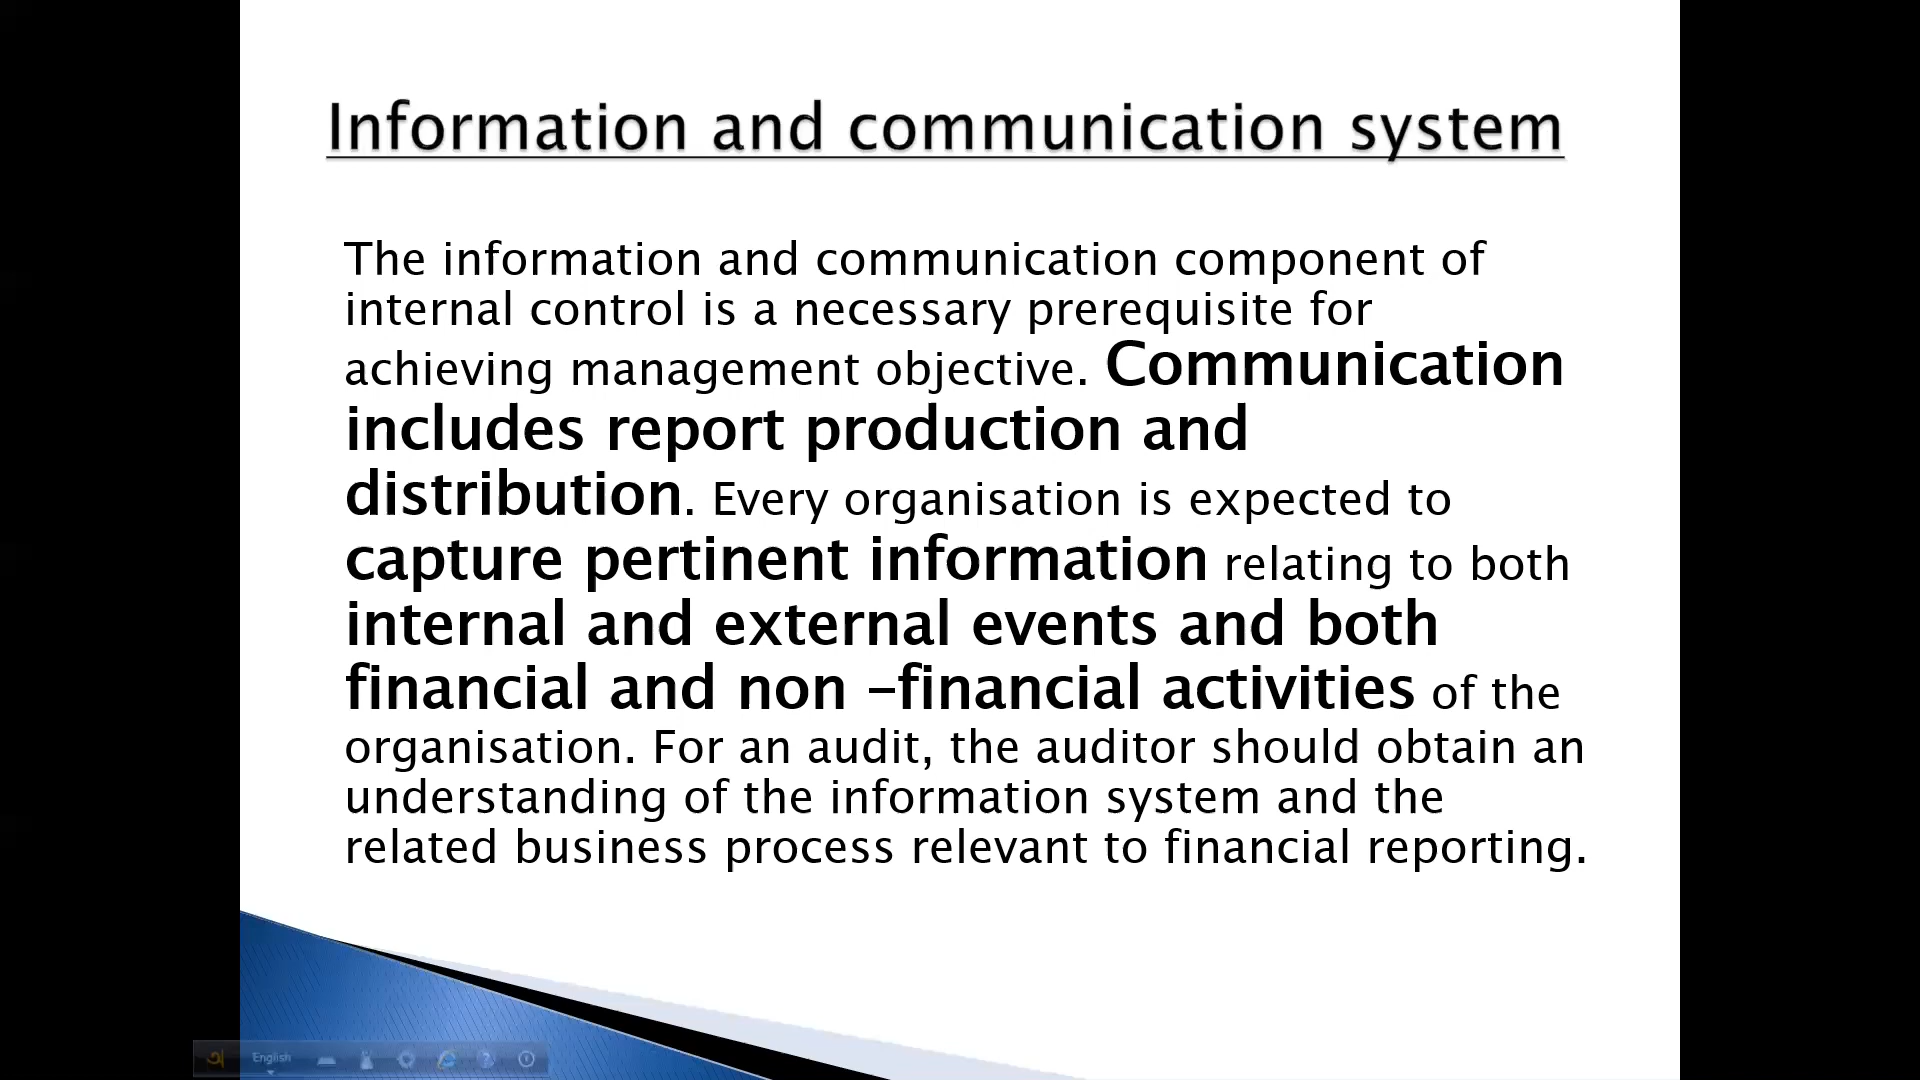 Information and communication system
The information and communication component of
internal control is a necessary prerequisite for
achieving management objective. Communication
includes report production and
distribution. Every organisation is expected to
capture pertinent information relating to both
internal and external events and both
financial and non –financial activities of the
organisation. For an audit, the auditor should obtain an
understanding of the information system and the
related business process relevant to financial reporting.
অ English ?